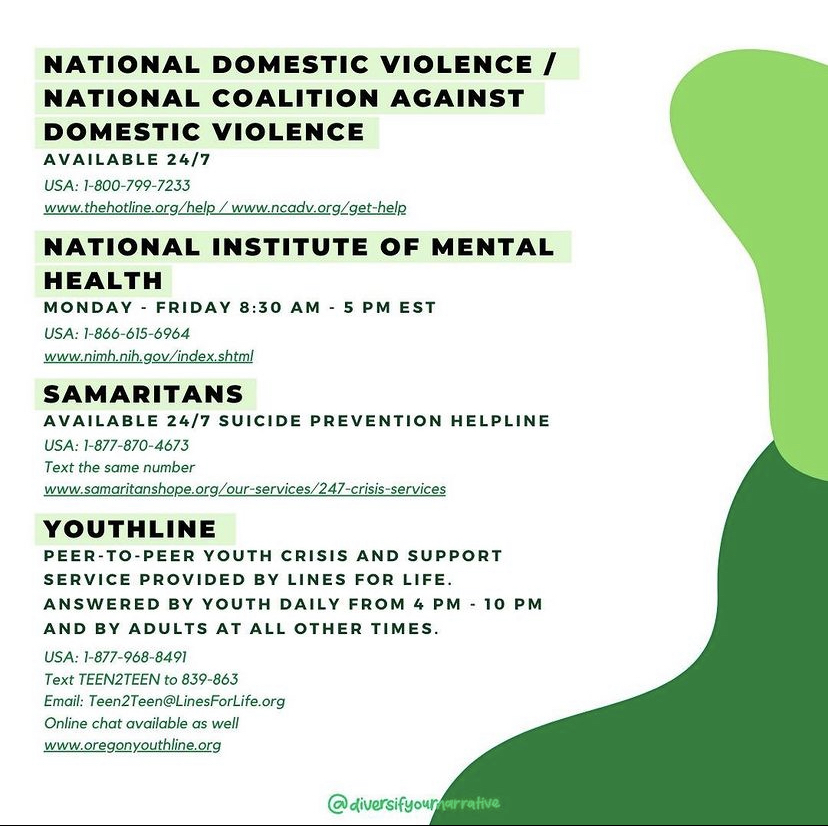 NATIONAL DOMESTIC VIOLENCE /
NATIONAL COALITION AGAINST
DOMESTIC VIOLENCE
AVAILABLE 24/7
USA: 1-800-799-7233
www.thehotline.org/help / www.ncadv.org/get-help
NATIONAL INSTITUTE OF MENTAL
HEALTH
MONDAY - FRIDAY 8:30 AM - 5 PM EST
USA: 1-866-615-6964
www.nimh.nih.gov/index.shtml
SAMARITANS
AVAILABLE 24/7 SUICIDE PREVENTION HELPLINE
USA: 1-877-870-4673
Text the same number
www.samaritanshope.org/our-services/247-crisis-services
YOUTHLINE
PEER-TO-PEER YOUTH CRISIS AND SUPPORT
SERVICE PROVIDED BY LINES FOR LIFE.
ANSWERED BY YOUTH DAILY FROM 4 PM - 10 PM
AND BY ADULTS AT ALL OTHER TIMES.
USA: 1-877-968-8491
Text TEEN2TEEN to 839-863
Email: Teen2Teen@LinesForLife.org
Online chat available as well
www.oregonyouthline.org
@diversifyournarrative